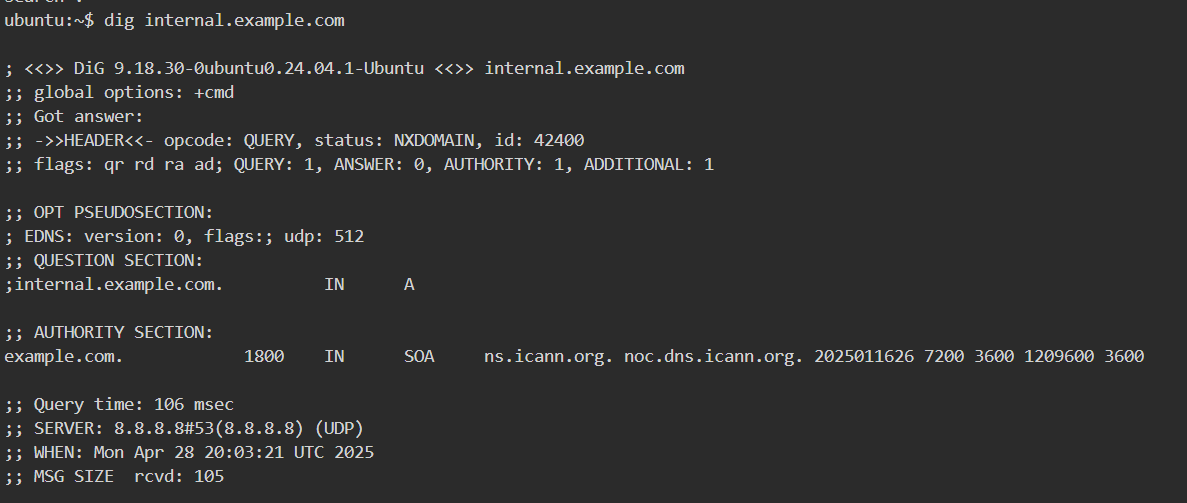 ubuntu:~$ dig internal.example.com
; <<>> DiG 9.18.30-0ubuntu0.24.04.1-Ubuntu <<>> internal.example.com
;; global options: +cmd
;; Got answer:
;; ->>HEADER<<- opcode: QUERY, status: NXDOMAIN, id: 42400
;; flags: qr rd ra ad; QUERY: 1, ANSWER: 0, AUTHORITY: 1, ADDITIONAL: 1
;; OPT PSEUDOSECTION:
; EDNS: version: 0, flags:; udp: 512
;; QUESTION SECTION:
;internal.example.com. IN A
;; AUTHORITY SECTION:
example.com. 1800 IN SOA ns.icann.org. noc.dns.icann.org. 2025011626 7200 3600 1209600 3600
;; Query time: 106 msec
;; SERVER: 8.8.8.8#53(8.8.8.8) (UDP)
;; WHEN: Mon Apr 28 20:03:21 UTC 2025
;; MSG SIZE rcvd: 105